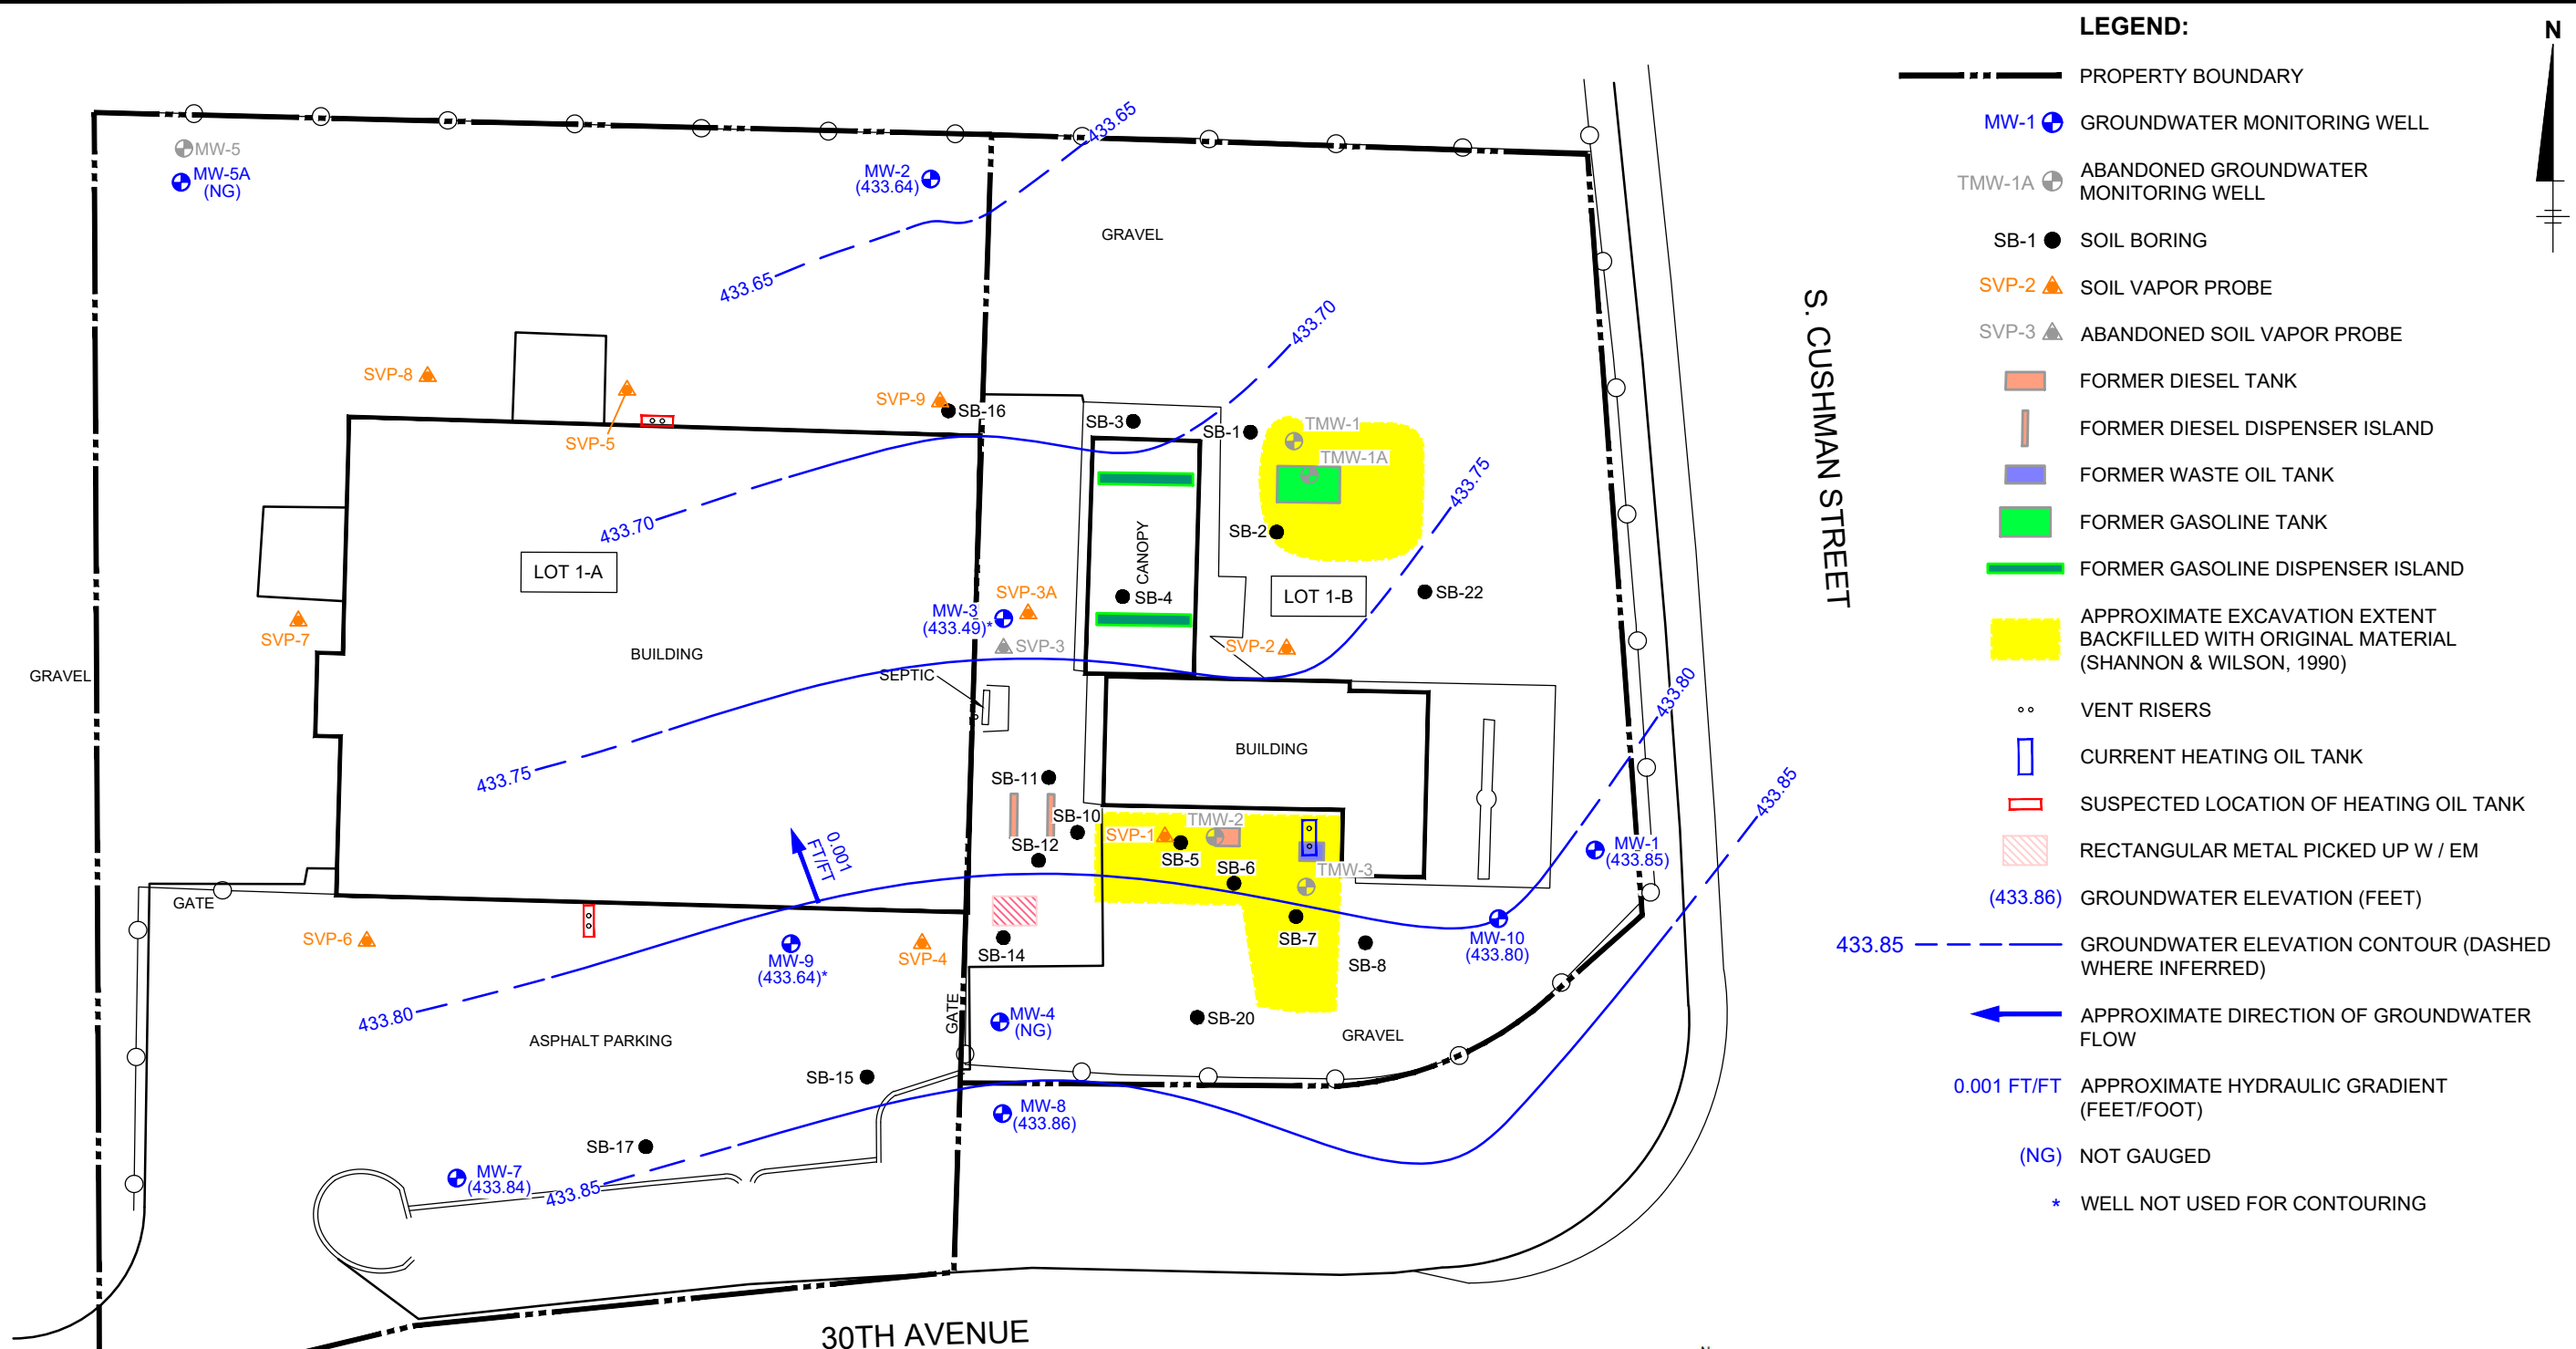 LEGEND:
N
PROPERTY BOUNDARY
MW-1
GROUNDWATER MONITORING WELL
TMW-1A
ABANDONED GROUNDWATER
MONITORING WELL
SB-1
SOIL BORING
SVP-2
SOIL VAPOR PROBE
SVP-3
ABANDONED SOIL VAPOR PROBE
FORMER DIESEL TANK
FORMER DIESEL DISPENSER ISLAND
FORMER WASTE OIL TANK
FORMER GASOLINE TANK
FORMER GASOLINE DISPENSER ISLAND
APPROXIMATE EXCAVATION EXTENT
BACKFILLED WITH ORIGINAL MATERIAL
(SHANNON & WILSON, 1990)
VENT RISERS
CURRENT HEATING OIL TANK
SUSPECTED LOCATION OF HEATING OIL TANK
RECTANGULAR METAL PICKED UP W / EM
(433.86)
GROUNDWATER ELEVATION (FEET)
433.85
GROUNDWATER ELEVATION CONTOUR (DASHED
WHERE INFERRED)
APPROXIMATE DIRECTION OF GROUNDWATER
FLOW
0.001 FT/FT
APPROXIMATE HYDRAULIC GRADIENT
(FEET/FOOT)
(NG)
NOT GAUGED
*
WELL NOT USED FOR CONTOURING
433.65
MW-5
MW-5A
(NG)
MW-2
(433.64)
GRAVEL
433.65
433.70
S. CUSHMAN STREET
SVP-8
SVP-5
SVP-9
SB-16
SB-3
SB-1
TMW-1
TMW-1A
433.75
433.70
SB-2
CANOPY
LOT 1-A
LOT 1-B
SB-22
SB-4
SVP-3A
MW-3
(433.49)*
SVP-3
SVP-2
SVP-7
BUILDING
GRAVEL
SEPTIC
433.80
BUILDING
433.75
SB-11
433.85
SB-10
SVP-1
TMW-2
SB-12
SB-5
SB-6
TMW-3
MW-1
(433.85)
0.001
FT/FT
GATE
SVP-6
MW-9
(433.64)*
SVP-4
SB-14
SB-7
SB-8
MW-10
(433.80)
433.80
GATE
MW-4
(NG)
SB-20
GRAVEL
ASPHALT PARKING
SB-15
MW-8
(433.86)
SB-17
MW-7
(433.84)
433.85
30TH AVENUE